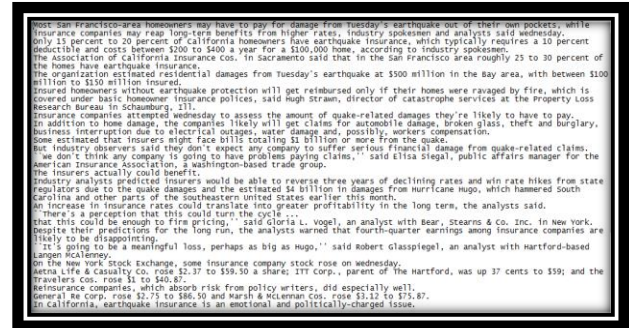 Most San Francisco-area homeowners may have to pay for damage from Tuesday's earthquake out of their own pockets, while
insurance companies may reap long-term benefits from higher rates, industry spokesmen and analysts said Wednesday.
Only 15 percent to 20 percent of California homeowners have earthquake insurance, which typically requires a 10 percent
deductible and costs between $200 to $400 a year for a $100,000 home, according to industry spokesmen.
The Association of California Insurance Cos. in Sacramento said that in the San Francisco area roughly 25 to 30 percent of
the homes have earthquake insurance.
The organization estimated residential damages from Tuesday's earthquake at $500 million in the Bay area, with between $100
million to $150 million insured.
Insured homeowners without earthquake protection will get reimbursed only if their homes were ravaged by fire, which is
covered under basic homeowner insurance polices, said Hugh Strawn, director of catastrophe services at the Property Loss
Research Bureau in Schaumburg, Ill.
Insurance companies attempted Wednesday to assess the amount of quake-related damages they're likely to have to pay.
In addition to home damage, the companies likely will get claims for automobile damage, broken glass, theft and burglary,
business interruption due to electrical outages, water damage and, possibly, workers compensation.
Some estimated that insurers might face bills totaling $1 billion or more from the quake.
But industry observers said they don't expect any company to suffer serious financial damage from quake-related claims.
``We don't think any company is going to have problems paying claims,'' said Elisa Siegal, public affairs manager for the
American Insurance Association, a Washington-based trade group.
The insurers actually could benefit.
Industry analysts predicted insurers would be able to reverse three years of declining rates and win rate hikes from state
regulators due to the quake damages and the estimated $4 billion in damages from Hurricane Hugo, which hammered South
Carolina and other parts of the southeastern United States earlier this month.
An increase in insurance rates could translate into greater profitability in the long term, the analysts said.
``There's a perception that this could turn the cycle ...
that this could be enough to firm pricing,'' said Gloria L. Vogel, an analyst with Bear, Stearns & Co. Inc. in New York.
Despite their predictions for the long run, the analysts warned that fourth-quarter earnings among insurance companies are
likely to be disappointing.
``It's going to be a meaningful loss, perhaps as big as Hugo,'' said Robert Glasspiegel, an analyst with Hartford-based
Langen McAlenney.
On the New York Stock Exchange, some insurance company stock rose on Wednesday.
Aetna Life & Casualty Co. rose $2.37 to $59.50 a share; ITT Corp., parent of The Hartford, was up 37 cents to $59; and the
Travelers Cos. rose $1 to $40.87.
Reinsurance companies, which absorb risk from policy writers, did especially well.
General Re Corp. rose $2.75 to $86.50 and Marsh & McLennan Cos. rose $3.12 to $75.87.
In California, earthquake insurance is an emotional and politically-charged issue.